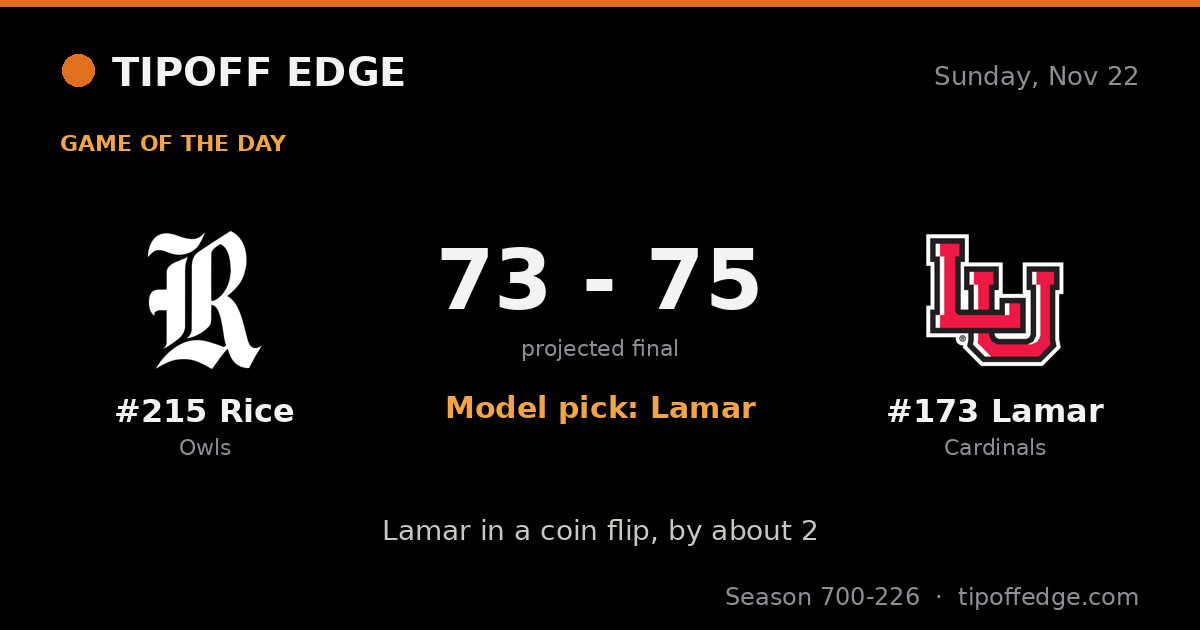 TIPOFF EDGE
Sunday, Nov 22
GAME OF THE DAY
R
LU
®
73 - 75
projected final
Model pick: Lamar
#215 Rice
Owls
#173 Lamar
Cardinals
Lamar in a coin flip, by about 2
Season 700-226 · tipoffedge.com